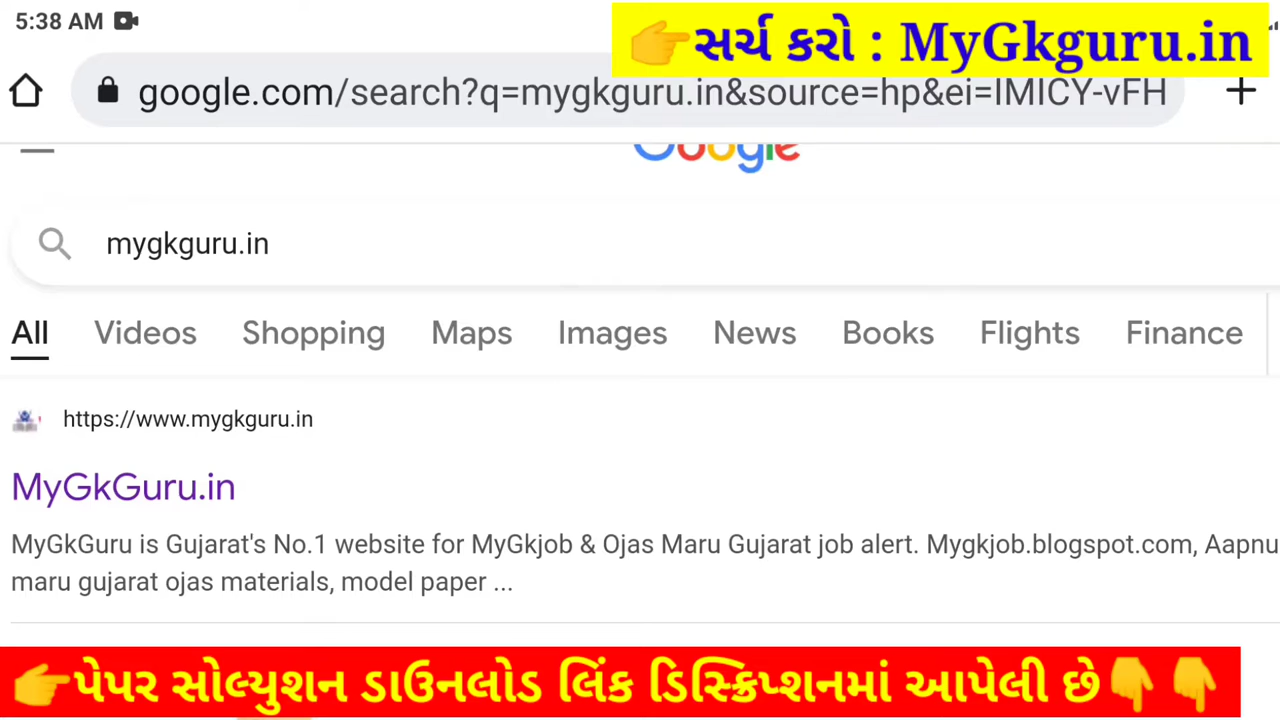 5:38 AM
👉સર્ચ કરો : MyGkguru.in
google.com/search?q=mygkguru.in&source=hp&ei=IMICY-vFH
Google
mygkguru.in
All Videos Shopping Maps Images News Books Flights Finance
https://www.mygkguru.in
MyGkGuru.in
MyGkGuru is Gujarat's No.1 website for MyGkjob & Ojas Maru Gujarat job alert. Mygkjob.blogspot.com, Aapnu
maru gujarat ojas materials, model paper ...
👉પેપર સોલ્યુશન ડાઉનલોડ લિંક ડિસ્ક્રિપ્શનમાં આપેલી છે👇👇